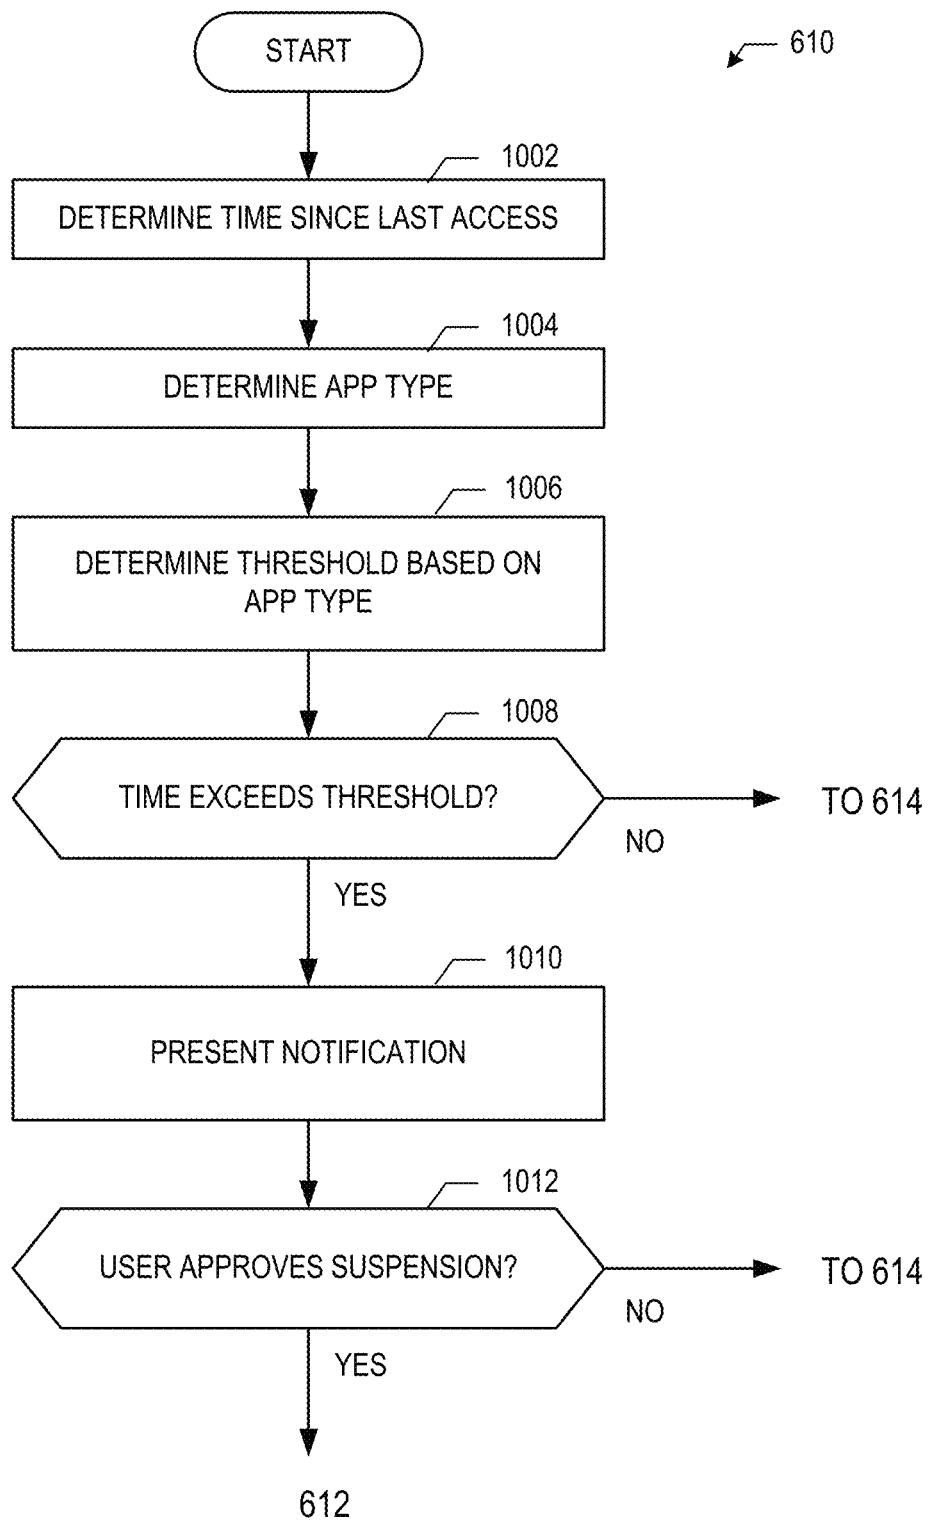 START
610
1002
DETERMINE TIME SINCE LAST ACCESS
1004
DETERMINE APP TYPE
1006
DETERMINE THRESHOLD BASED ON
APP TYPE
1008
TIME EXCEEDS THRESHOLD?
TO 614
NO
YES
1010
PRESENT NOTIFICATION
1012
USER APPROVES SUSPENSION?
TO 614
NO
YES
612